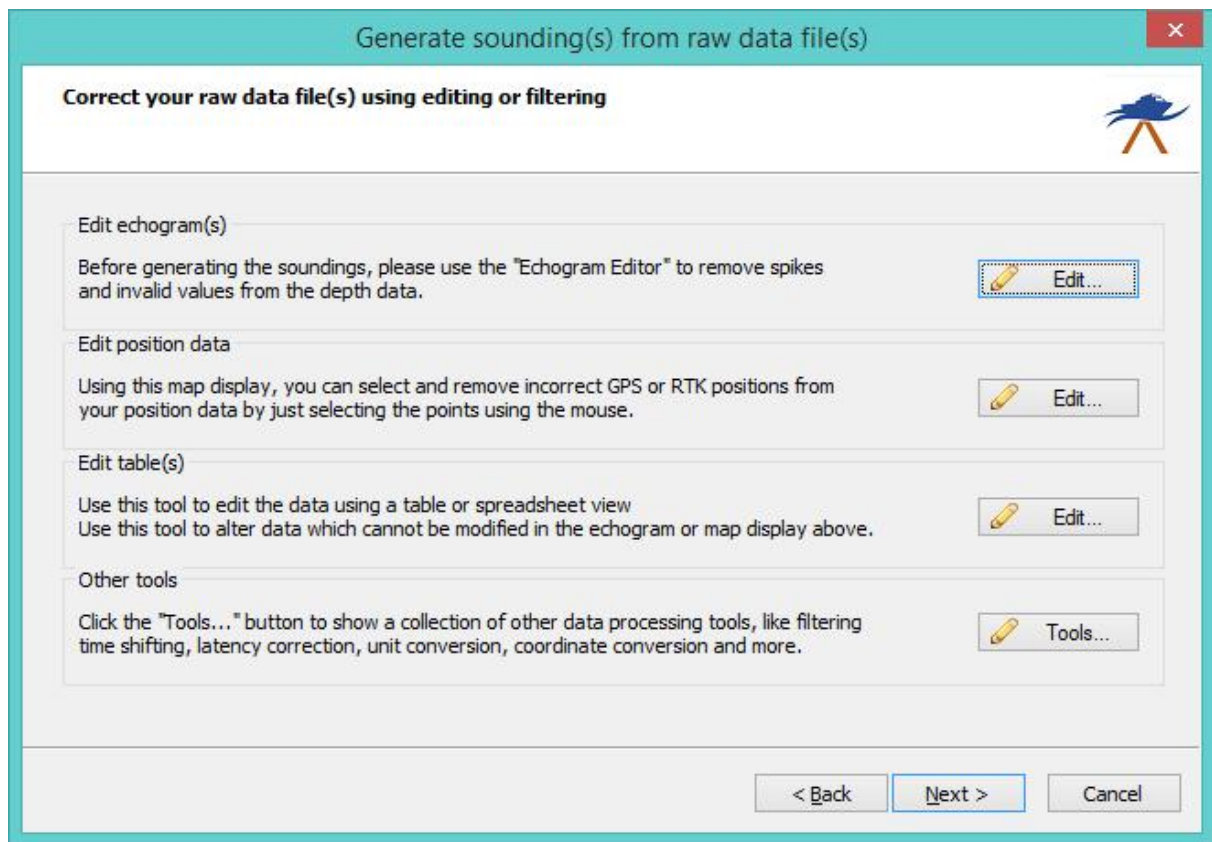 Generate sounding(s) from raw data file(s)
Correct your raw data file(s) using editing or filtering
Edit echogram(s)
Before generating the soundings, please use the "Echogram Editor" to remove spikes
and invalid values from the depth data.
Edit...
Edit position data
Using this map display, you can select and remove incorrect GPS or RTK positions from
your position data by just selecting the points using the mouse.
Edit...
Edit table(s)
Use this tool to edit the data using a table or spreadsheet view
Use this tool to alter data which cannot be modified in the echogram or map display above.
Edit...
Other tools
Click the "Tools..." button to show a collection of other data processing tools, like filtering
time shifting, latency correction, unit conversion, coordinate conversion and more.
Tools...
< Back Next > Cancel